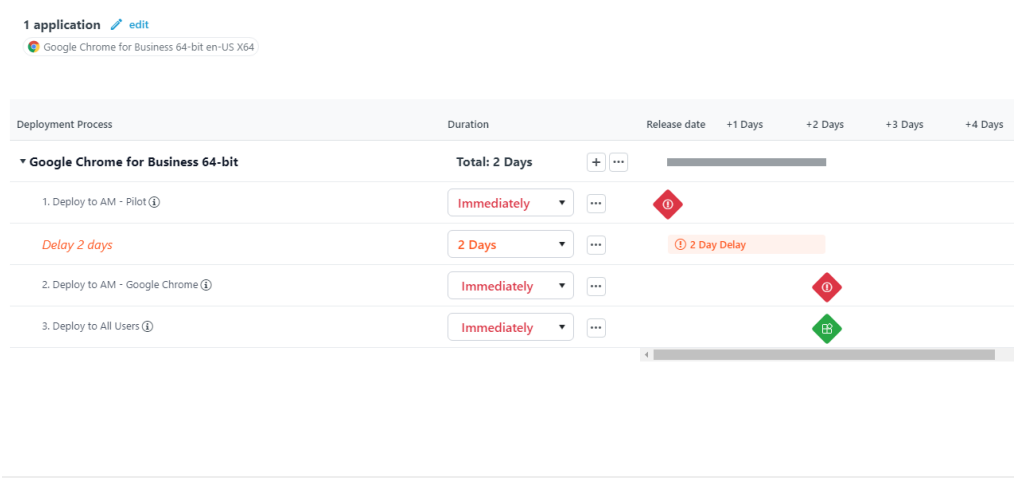 1 application edit
Google Chrome for Business 64-bit en-US X64
Deployment Process Duration Release date +1 Days +2 Days +3 Days +4 Days
Google Chrome for Business 64-bit Total: 2 Days
1. Deploy to AM - Pilot Immediately
Delay 2 days 2 Days 2 Day Delay
2. Deploy to AM - Google Chrome Immediately
3. Deploy to All Users Immediately